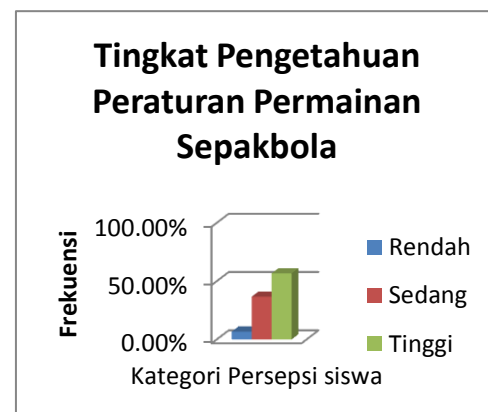 Tingkat Pengetahuan
Peraturan Permainan
Sepakbola
Frekuensi
100.00%
50.00%
0.00%
Rendah
Sedang
Tinggi
Kategori Persepsi siswa